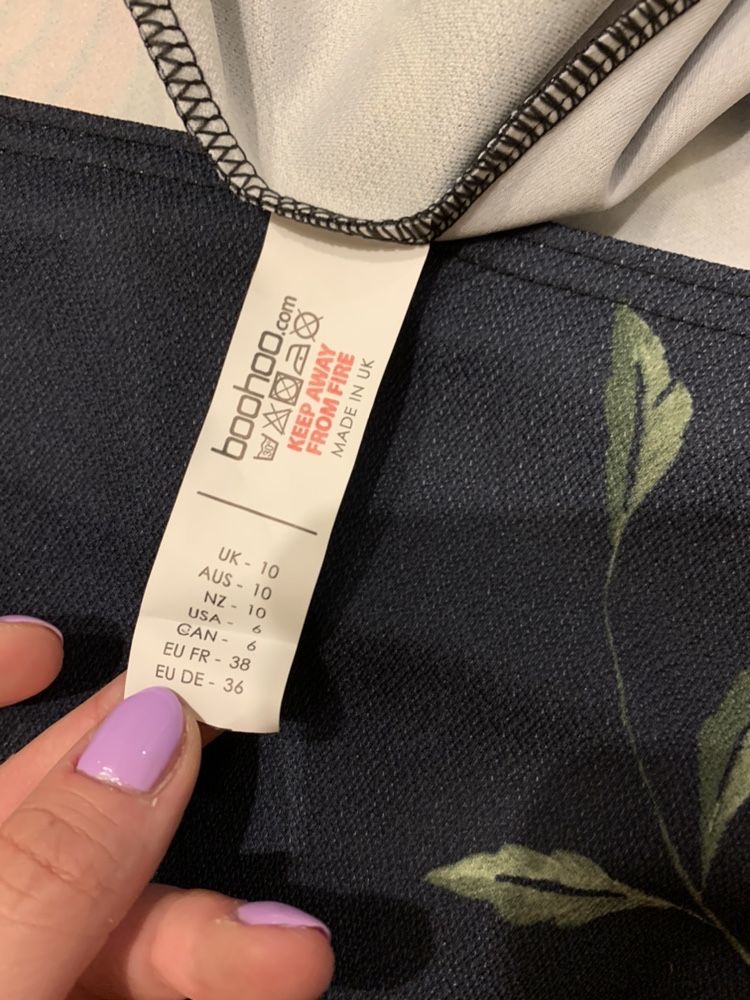 boohoo.com
30°
KEEP AWAY
FROM FIRE
MADE IN UK
UK - 10
AUS - 10
NZ - 10
USA - 6
CAN - 6
EU FR - 38
EU DE - 36